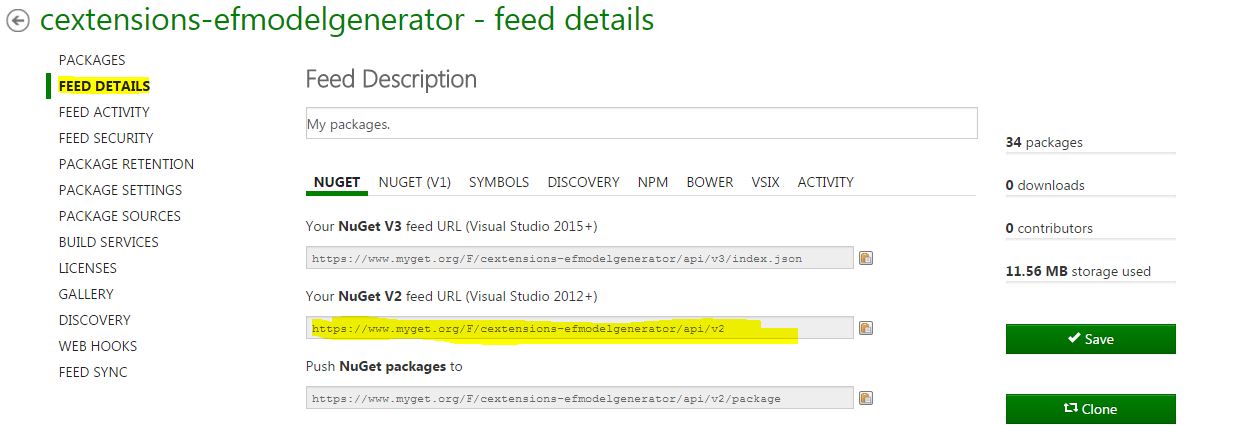 cextensions-efmodelgenerator - feed details
PACKAGES
FEED DETAILS
FEED ACTIVITY
FEED SECURITY
PACKAGE RETENTION
PACKAGE SETTINGS
PACKAGE SOURCES
BUILD SERVICES
LICENSES
GALLERY
DISCOVERY
WEB HOOKS
FEED SYNC
Feed Description
My packages.
NUGET NUGET (V1) SYMBOLS DISCOVERY NPM BOWER VSIX ACTIVITY
Your NuGet V3 feed URL (Visual Studio 2015+)
https://www.myget.org/F/cextensions-efmodelgenerator/api/v3/index.json
Your NuGet V2 feed URL (Visual Studio 2012+)
https://www.myget.org/F/cextensions-efmodelgenerator/api/v2
Push NuGet packages to
https://www.myget.org/F/cextensions-efmodelgenerator/api/v2/package
34 packages
0 downloads
0 contributors
11.56 MB storage used
Save
Clone